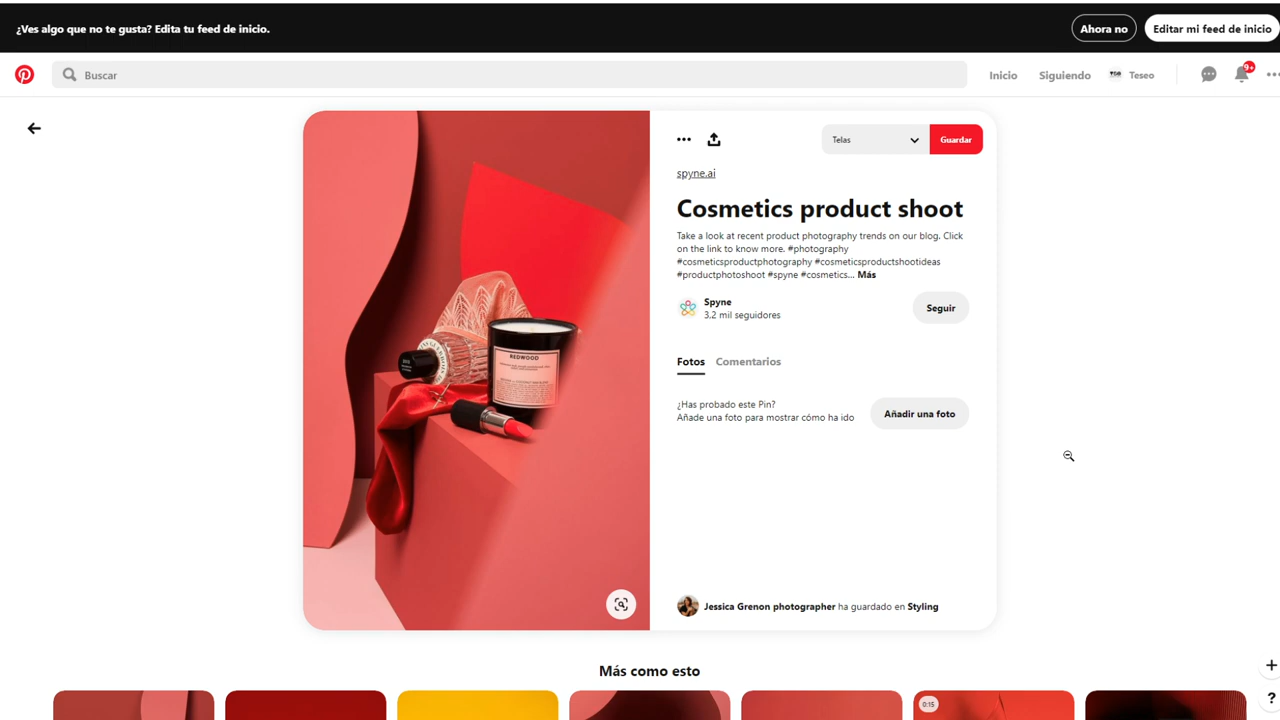 ¿Ves algo que no te gusta? Edita tu feed de inicio.
Ahora no
Editar mi feed de inicio
Buscar
Inicio
Siguiendo
Teseo
9+
Telas
Guardar
spyne.ai
Cosmetics product shoot
Take a look at recent product photography trends on our blog. Click
on the link to know more. #photography
#cosmeticsproductphotography #cosmeticsproductshootideas
#productphotoshoot #spyne #cosmetics... Más
Spyne
3,2 mil seguidores
Seguir
Fotos
Comentarios
¿Has probado este Pin?
Añade una foto para mostrar cómo ha ido
Añadir una foto
REDWOOD
Jessica Grenon photographer ha guardado en Styling
Más como esto
0:15